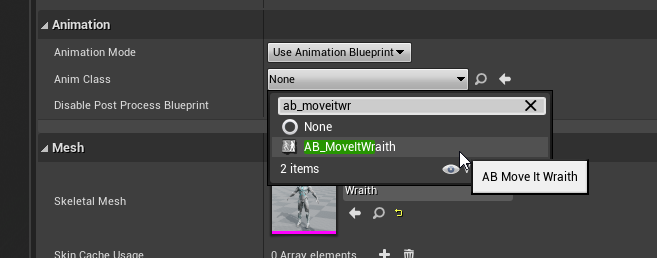 Animation
Animation Mode
Use Animation Blueprint
Anim Class
None
ab_moveitwr
Disable Post Process Blueprint
None
Mesh
AB_MoveItWraith
2 items
AB Move It Wraith
Skeletal Mesh
Wraith
Skin Cache Usage
0 Array elements